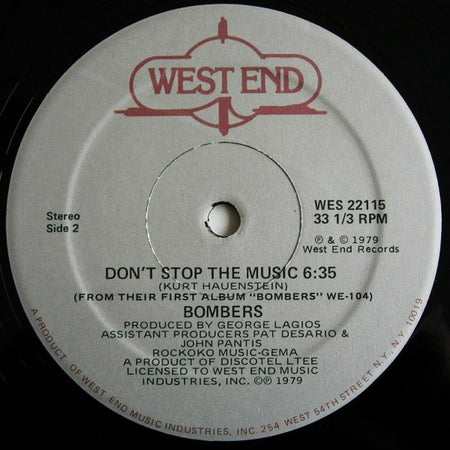 WEST END
Stereo
Side 2
WES 22115
33 1/3 RPM
℗ & © 1979
West End Records
DON'T STOP THE MUSIC 6:35
(KURT HAUENSTEIN)
(FROM THEIR FIRST ALBUM "BOMBERS" WE-104)
BOMBERS
PRODUCED BY GEORGE LAGIOS
ASSISTANT PRODUCERS PAT DESARIO &
JOHN PANTIS
ROCKOKO MUSIC-GEMA
A PRODUCT OF DISCOTEL LTEE
LICENSED TO WEST END MUSIC
INDUSTRIES, INC. ©℗ 1979
A PRODUCT OF WEST END MUSIC INDUSTRIES, INC. 254 WEST 54TH STREET N.Y. N.Y. 10019